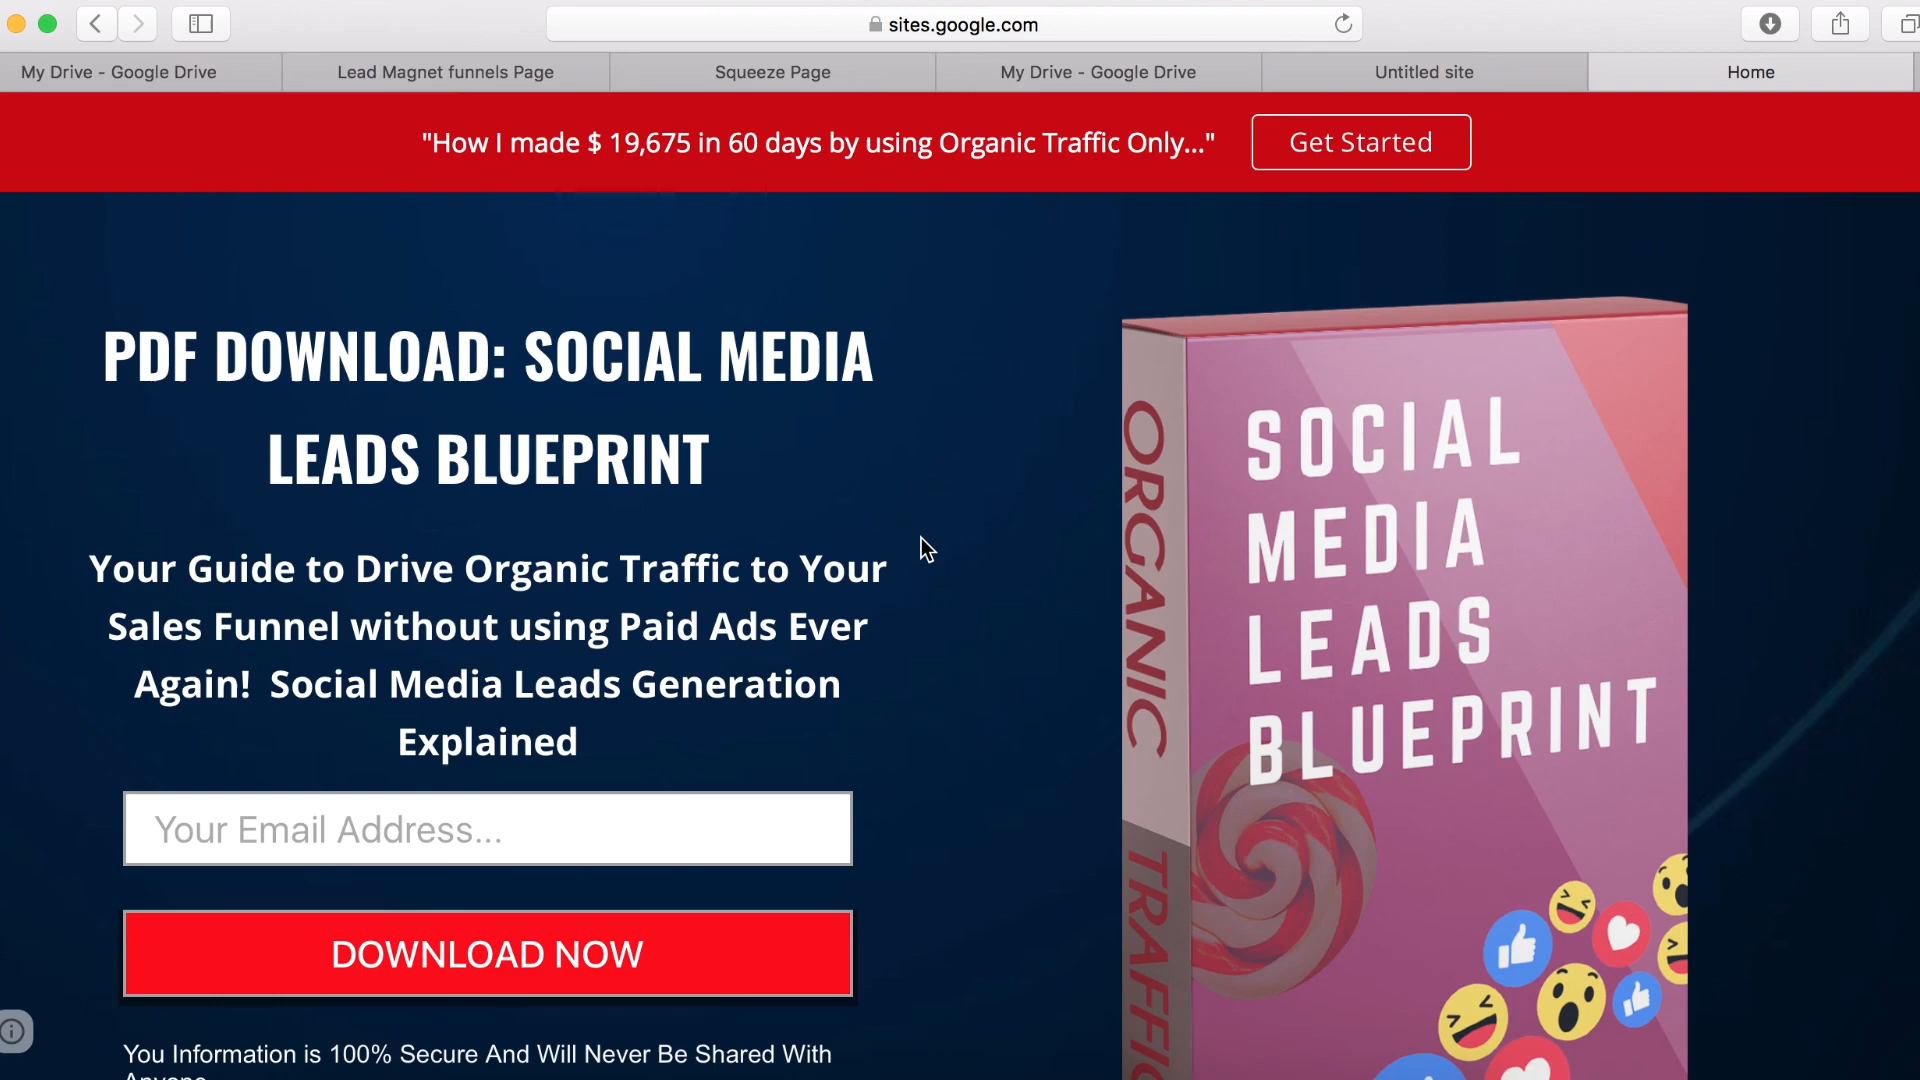 sites.google.com
My Drive - Google Drive
Lead Magnet funnels Page
Squeeze Page
My Drive - Google Drive
Untitled site
Home
"How I made $ 19,675 in 60 days by using Organic Traffic Only..."
Get Started
PDF DOWNLOAD: SOCIAL MEDIA
LEADS BLUEPRINT
Your Guide to Drive Organic Traffic to Your
Sales Funnel without using Paid Ads Ever
Again! Social Media Leads Generation
Explained
Your Email Address...
DOWNLOAD NOW
You Information is 100% Secure And Will Never Be Shared With
ORGANIC
SOCIAL
MEDIA
LEADS
BLUEPRINT